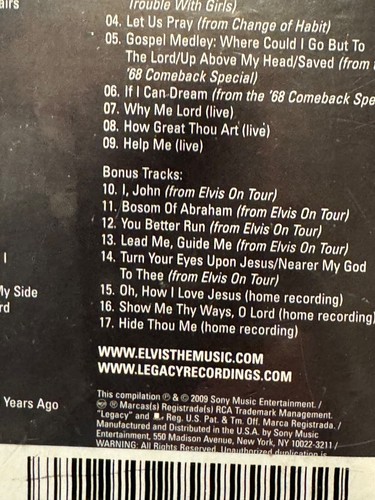 airs
Trouble With Girls)
04. Let Us Pray (from Change of Habit)
05. Gospel Medley: Where Could I Go But To
The Lord/Up Above My Head/Saved (from
'68 Comeback Special)
06. If I Can Dream (from the '68 Comeback Spe
07. Why Me Lord (live)
08. How Great Thou Art (live)
09. Help Me (live)
Bonus Tracks:
10. I, John (from Elvis On Tour)
11. Bosom Of Abraham (from Elvis On Tour)
12. You Better Run (from Elvis On Tour)
13. Lead Me, Guide Me (from Elvis On Tour)
14. Turn Your Eyes Upon Jesus/Nearer My God
To Thee (from Elvis On Tour)
15. Oh, How I Love Jesus (home recording)
My Side
16. Show Me Thy Ways, O Lord (home recording)
rd
17. Hide Thou Me (home recording)
WWW.ELVISTHEMUSIC.COM
WWW.LEGACYRECORDINGS.COM
This compilation ℗ & © 2009 Sony Music Entertainment. /
Years Ago
® ® Marcas(s) Registrada(s) RCA Trademark Management.
"Legacy" and Reg. U.S. Pat. & Tm. Off. Marca Registrada. /
Manufactured and Distributed in the U.S.A. by Sony Music
Entertainment, 550 Madison Avenue, New York, NY 10022-3211 /
WARNING: All Rights Reserved. Unauthorized duplication is